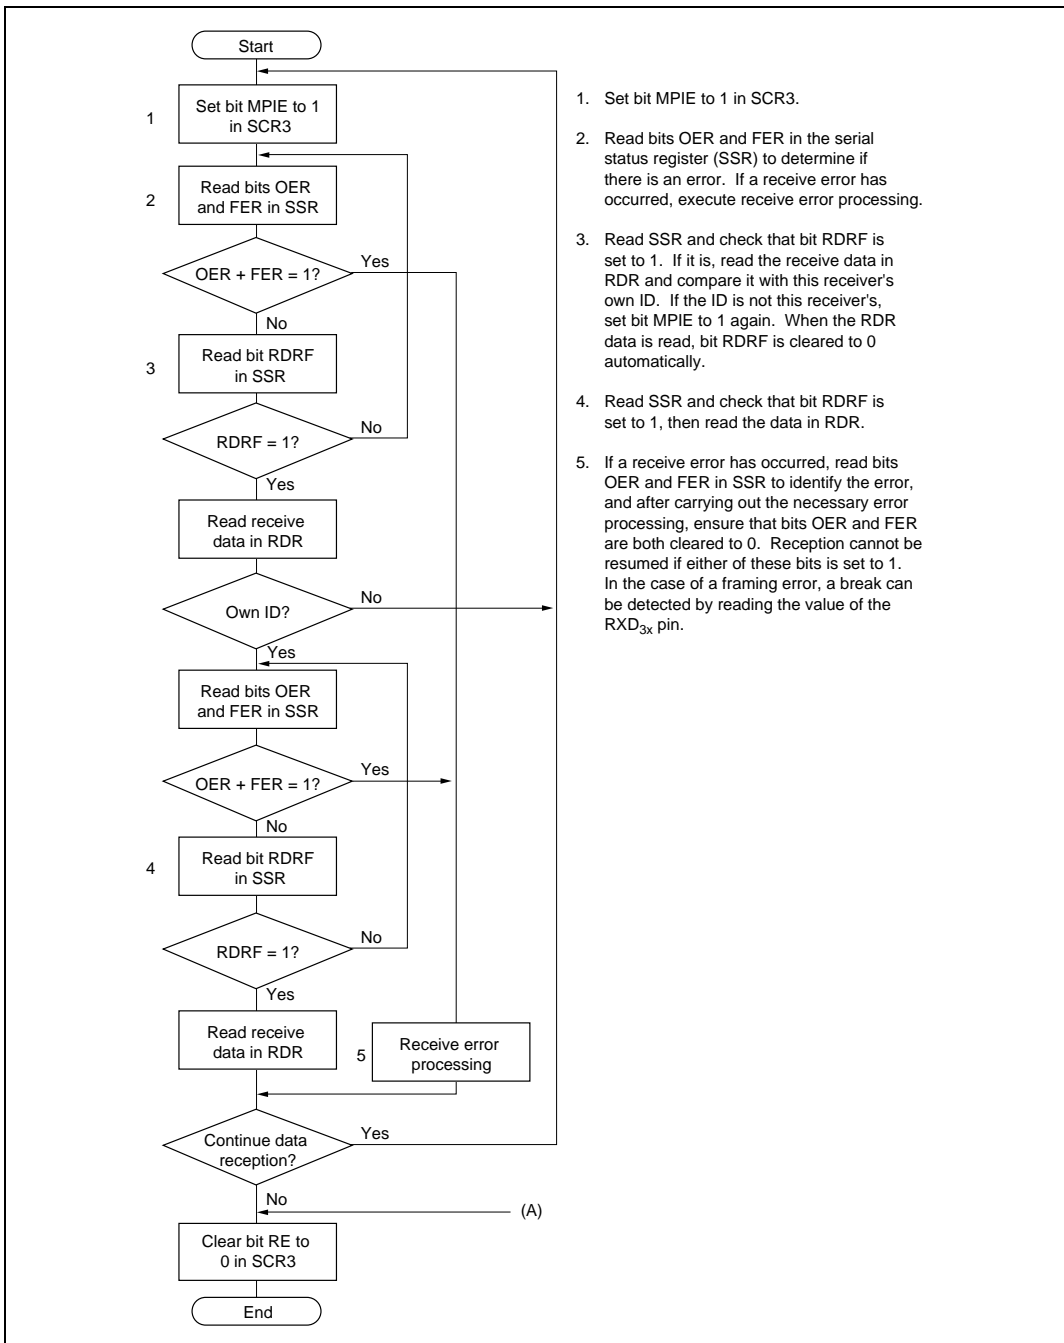 Start
1
Set bit MPIE to 1
in SCR3
2
Read bits OER
and FER in SSR
OER + FER = 1?
Yes
No
3
Read bit RDRF
in SSR
RDRF = 1?
No
Yes
Read receive
data in RDR
Own ID?
No
Yes
Read bits OER
and FER in SSR
OER + FER = 1?
Yes
No
4
Read bit RDRF
in SSR
RDRF = 1?
No
Yes
Read receive
data in RDR
5
Receive error
processing
Continue data
reception?
Yes
No
(A)
Clear bit RE to
0 in SCR3
End
1. Set bit MPIE to 1 in SCR3.
2. Read bits OER and FER in the serial
status register (SSR) to determine if
there is an error. If a receive error has
occurred, execute receive error processing.
3. Read SSR and check that bit RDRF is
set to 1. If it is, read the receive data in
RDR and compare it with this receiver's
own ID. If the ID is not this receiver's,
set bit MPIE to 1 again. When the RDR
data is read, bit RDRF is cleared to 0
automatically.
4. Read SSR and check that bit RDRF is
set to 1, then read the data in RDR.
5. If a receive error has occurred, read bits
OER and FER in SSR to identify the error,
and after carrying out the necessary error
processing, ensure that bits OER and FER
are both cleared to 0. Reception cannot be
resumed if either of these bits is set to 1.
In the case of a framing error, a break can
be detected by reading the value of the
RXD3x pin.